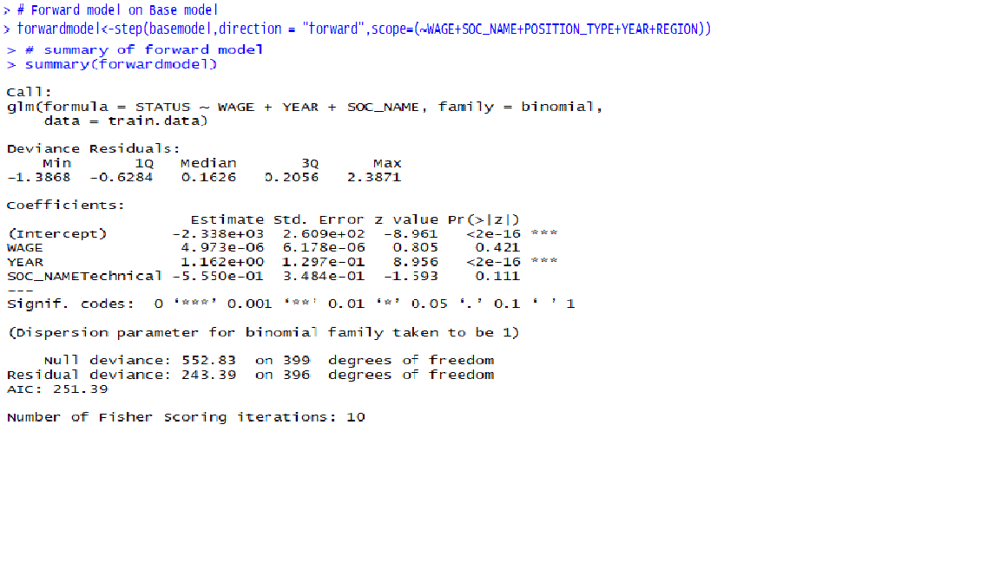 > # Forward model on Base model
> forwardmodel<-step(basemodel,direction = "forward",scope=(~WAGE+SOC_NAME+POSITION_TYPE+YEAR+REGION))
> # summary of forward model
> summary(forwardmodel)
Call:
glm(formula = STATUS ~ WAGE + YEAR + SOC_NAME, family = binomial,
    data = train.data)
Deviance Residuals:
    Min       1Q   Median       3Q      Max
-1.3868  -0.6284   0.1626   0.2056   2.3871
Coefficients:
                    Estimate Std. Error z value Pr(>|z|)
(Intercept)       -2.338e+03  2.609e+02  -8.961   <2e-16 ***
WAGE               4.973e-06  6.178e-06   0.805    0.421
YEAR               1.162e+00  1.297e-01   8.956   <2e-16 ***
SOC_NAMETechnical -5.550e-01  3.484e-01  -1.593    0.111
---
Signif. codes:  0 ‘***’ 0.001 ‘**’ 0.01 ‘*’ 0.05 ‘.’ 0.1 ‘ ’ 1
(Dispersion parameter for binomial family taken to be 1)
    Null deviance: 552.83  on 399  degrees of freedom
Residual deviance: 243.39  on 396  degrees of freedom
AIC: 251.39
Number of Fisher Scoring iterations: 10